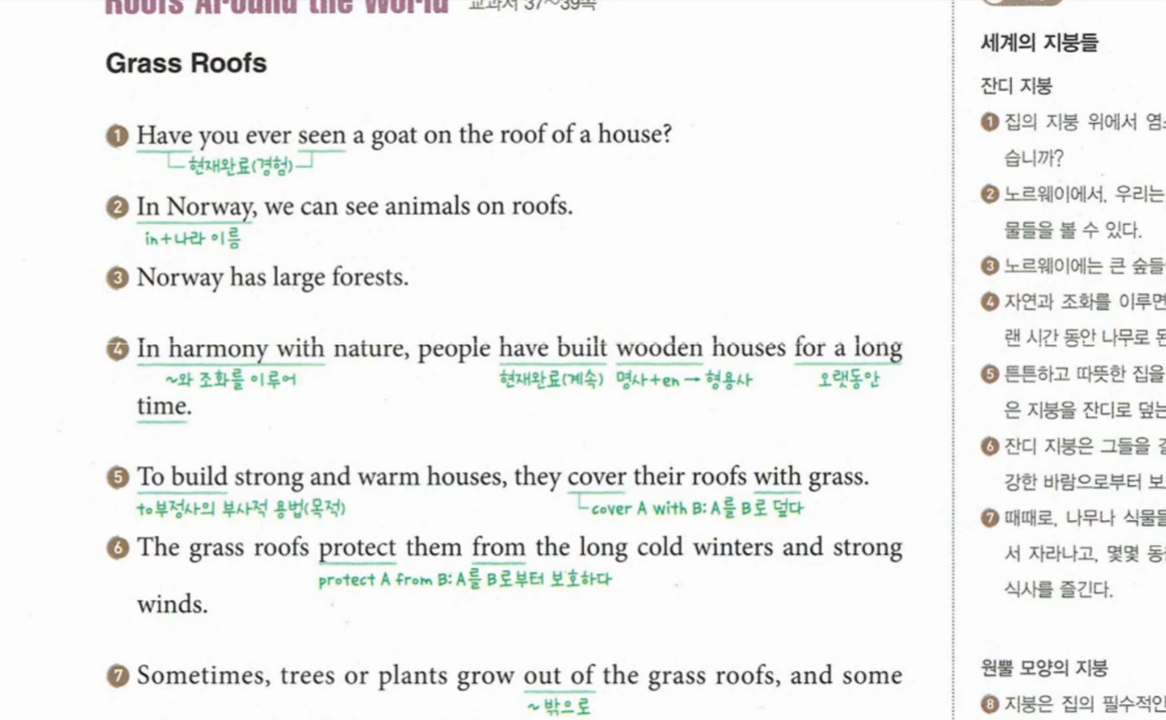 Roofs Around the World 교과서 37~39쪽
Grass Roofs
1 Have you ever seen a goat on the roof of a house?
현재완료(경험)
2 In Norway, we can see animals on roofs.
in+나라 이름
3 Norway has large forests.
4 In harmony with nature, people have built wooden houses for a long
~와 조화를 이루어 현재완료(계속) 명사+en → 형용사 오랫동안
time.
5 To build strong and warm houses, they cover their roofs with grass.
to부정사의 부사적 용법(목적) cover A with B: A를 B로 덮다
6 The grass roofs protect them from the long cold winters and strong
protect A from B: A를 B로부터 보호하다
winds.
7 Sometimes, trees or plants grow out of the grass roofs, and some
~ 밖으로
세계의 지붕들
잔디 지붕
1 집의 지붕 위에서
습니까?
2 노르웨이에서, 우리는
물들을 볼 수 있다.
3 노르웨이에는 큰
4 자연과 조화를 이루면
랜 시간 동안 나무로
5 튼튼하고 따뜻한 집을
은 지붕을 잔디로 덮는
6 잔디 지붕은 그들을
강한 바람으로부터
7 때때로, 나무나
서 자라나고, 몇몇
식사를 즐긴다.
원뿔 모양의 지붕
8 지붕은 집의 필수적인